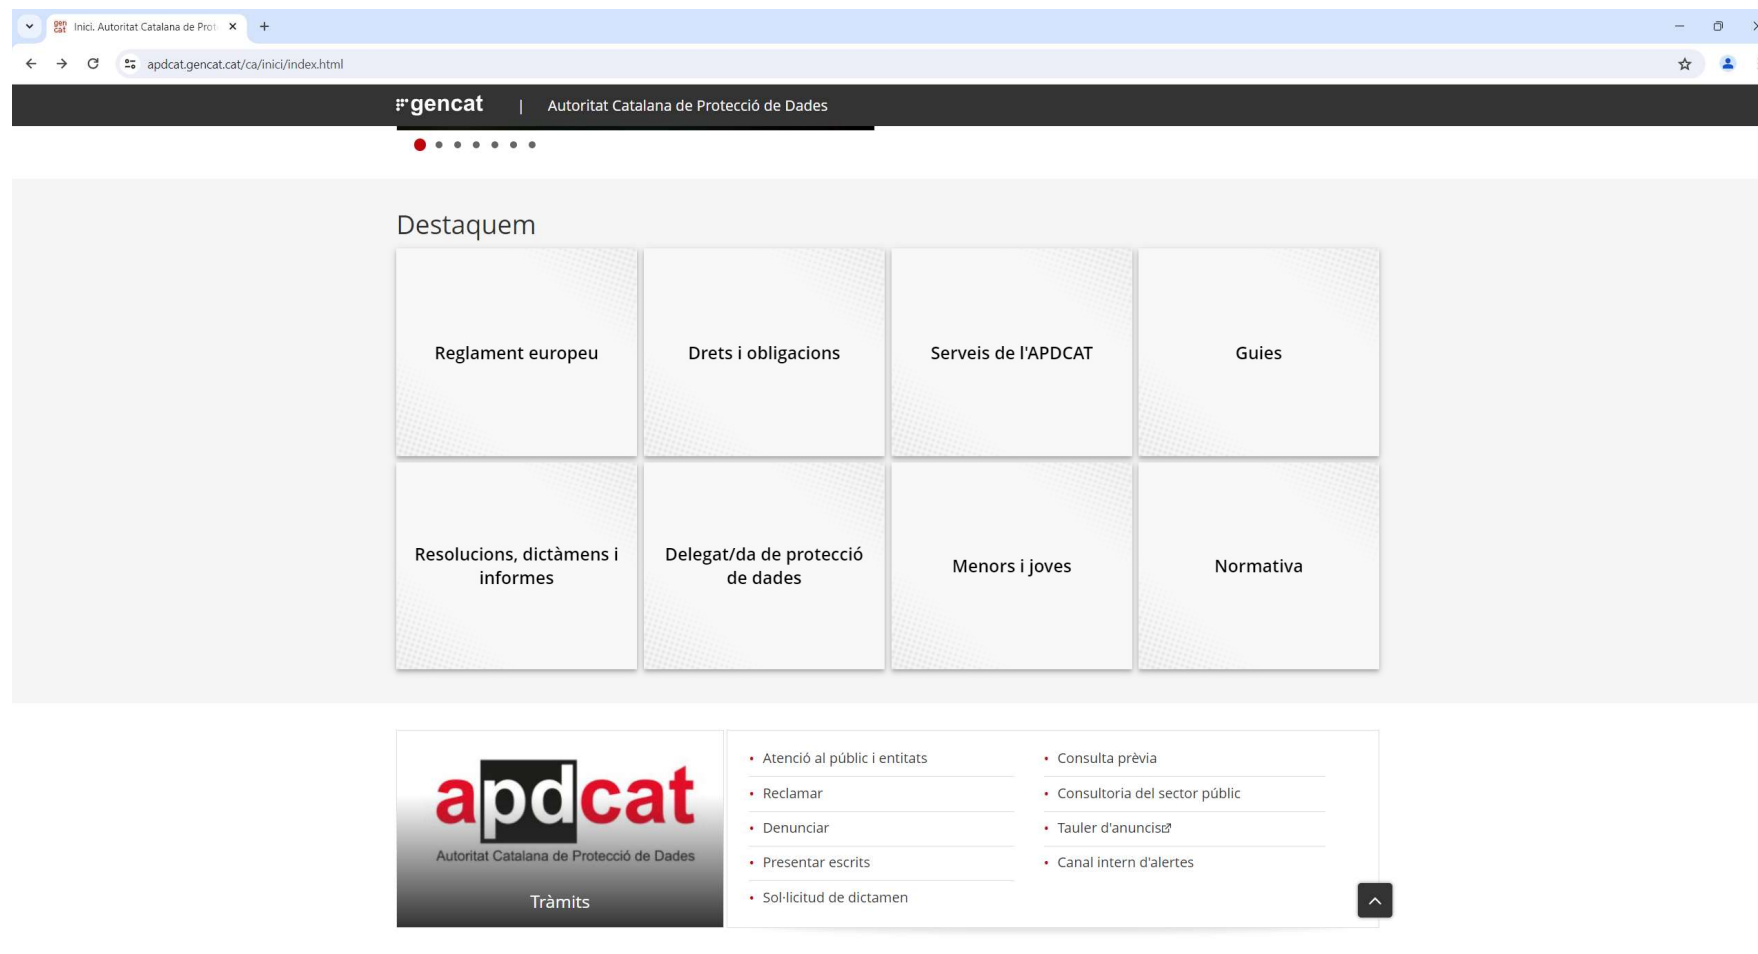 gen
cat
Inici. Autoritat Catalana de Prot
apdcat.gencat.cat/ca/inici/index.html
gencat | Autoritat Catalana de Protecció de Dades
Destaquem
Reglament europeu
Drets i obligacions
Serveis de l'APDCAT
Guies
Resolucions, dictàmens i
informes
Delegat/da de protecció
de dades
Menors i joves
Normativa
apdcat
Autoritat Catalana de Protecció de Dades
Tràmits
• Atenció al públic i entitats
• Reclamar
• Denunciar
• Presentar escrits
• Sol·licitud de dictamen
• Consulta prèvia
• Consultoria del sector públic
• Tauler d'anuncis
• Canal intern d'alertes